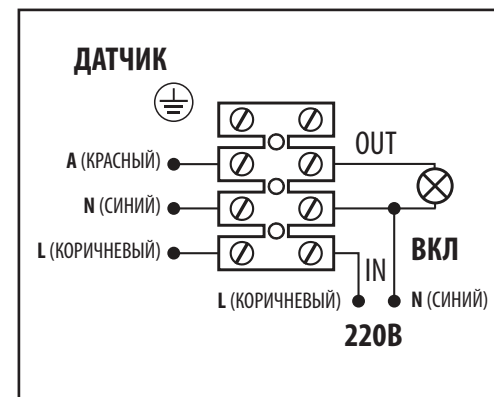 ДАТЧИК
A (КРАСНЫЙ)
OUT
N (СИНИЙ)
L (КОРИЧНЕВЫЙ)
IN
ВКЛ
L (КОРИЧНЕВЫЙ)
N (СИНИЙ)
220В